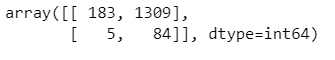 array([[ 183, 1309],
       [   5,   84]], dtype=int64)